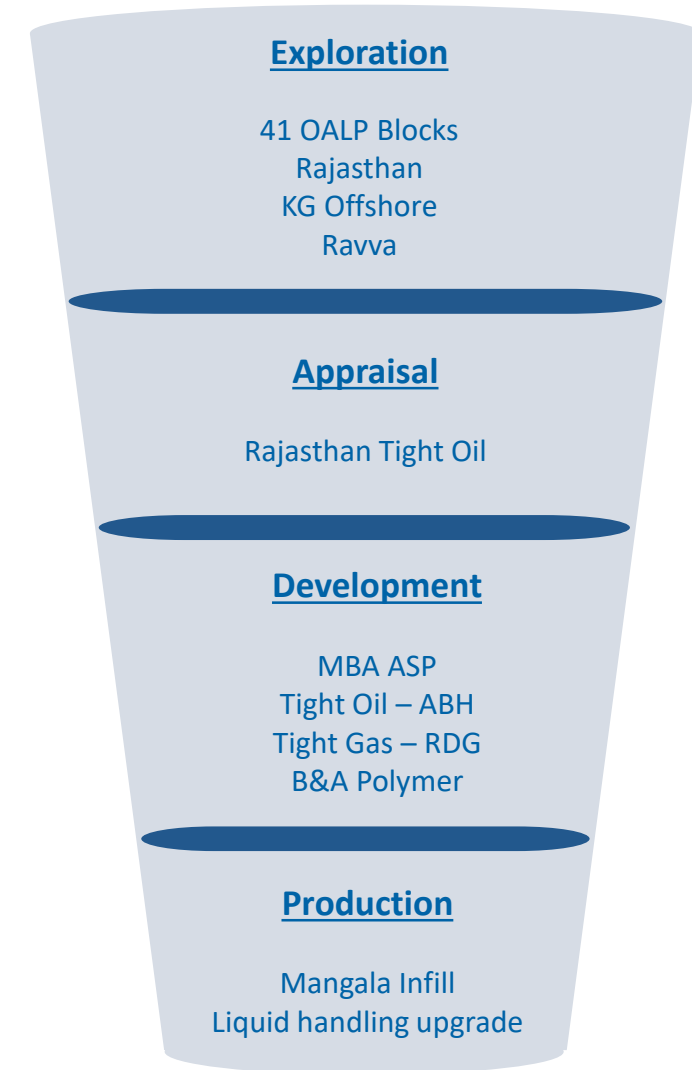 Exploration
41 OALP Blocks
Rajasthan
KG Offshore
Ravva
Appraisal
Rajasthan Tight Oil
Development
MBA ASP
Tight Oil – ABH
Tight Gas – RDG
B&A Polymer
Production
Mangala Infill
Liquid handling upgrade